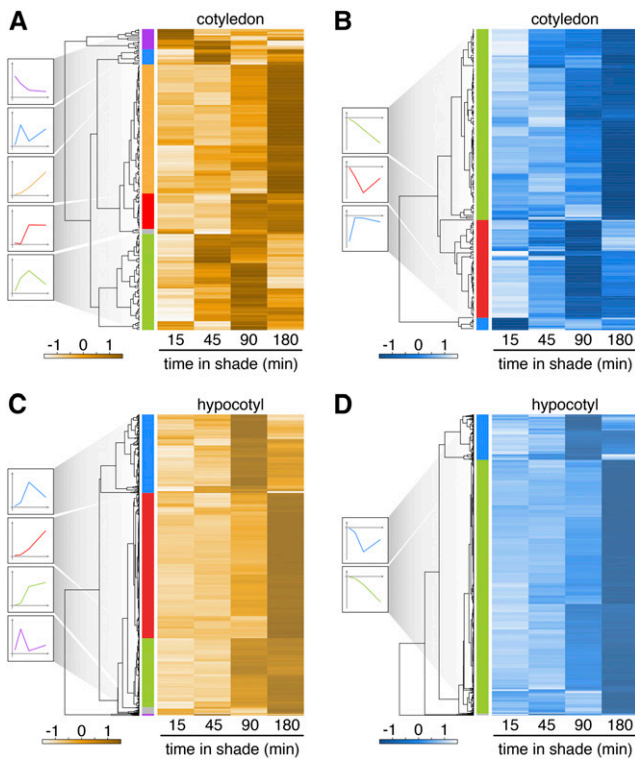 A
cotyledon
15 45 90 180
-1 0 1
time in shade (min)
B
cotyledon
15 45 90 180
-1 0 1
time in shade (min)
C
hypocotyl
15 45 90 180
-1 0 1
time in shade (min)
D
hypocotyl
15 45 90 180
-1 0 1
time in shade (min)